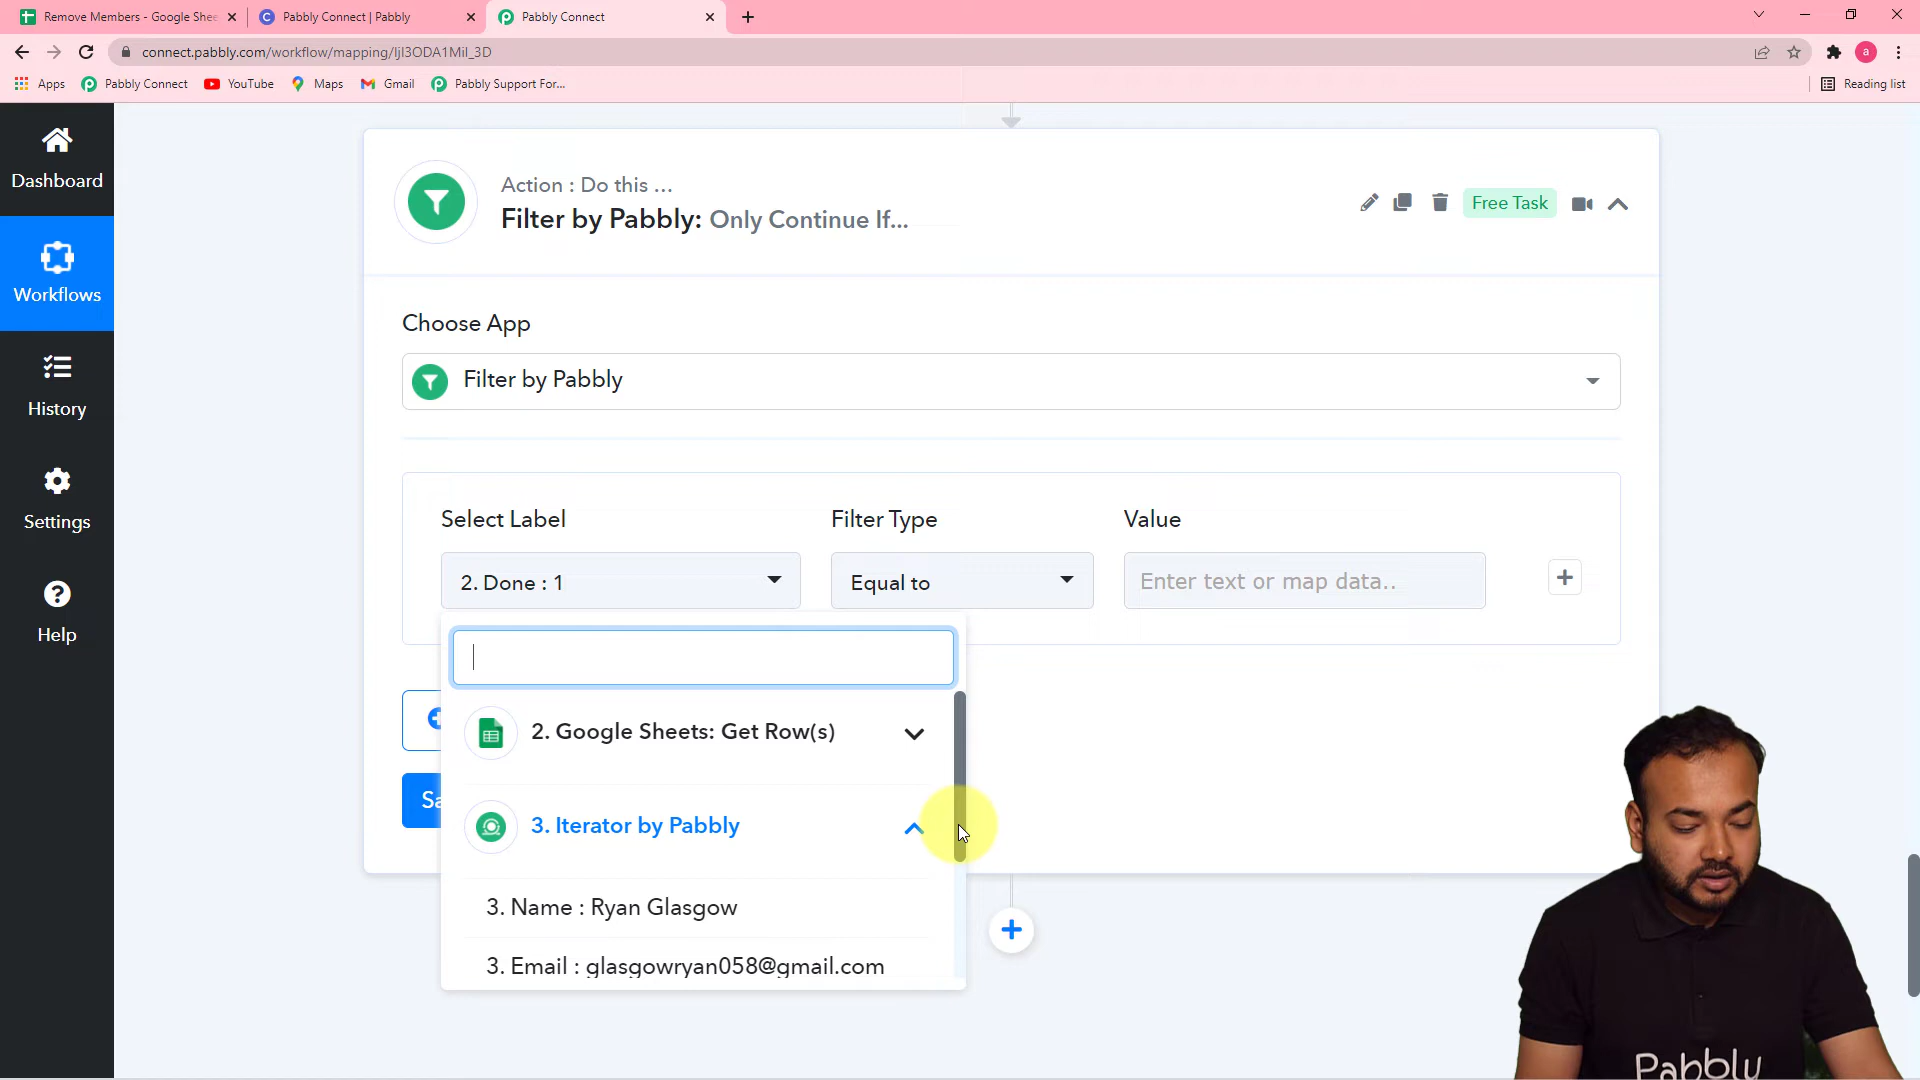 Remove Members - Google Shee
Pabbly Connect | Pabbly
Pabbly Connect
connect.pabbly.com/workflow/mapping/IjI3ODA1MiI_3D
a
Apps
Pabbly Connect
YouTube
Maps
Gmail
Pabbly Support For...
Reading list
Dashboard
Workflows
History
Settings
Help
Action : Do this ...
Filter by Pabbly: Only Continue If...
Free Task
Choose App
Filter by Pabbly
Select Label
Filter Type
Value
2. Done : 1
Equal to
Enter text or map data..
2. Google Sheets: Get Row(s)
Sa
3. Iterator by Pabbly
3. Name : Ryan Glasgow
3. Email : glasgowryan058@gmail.com
Pabbly